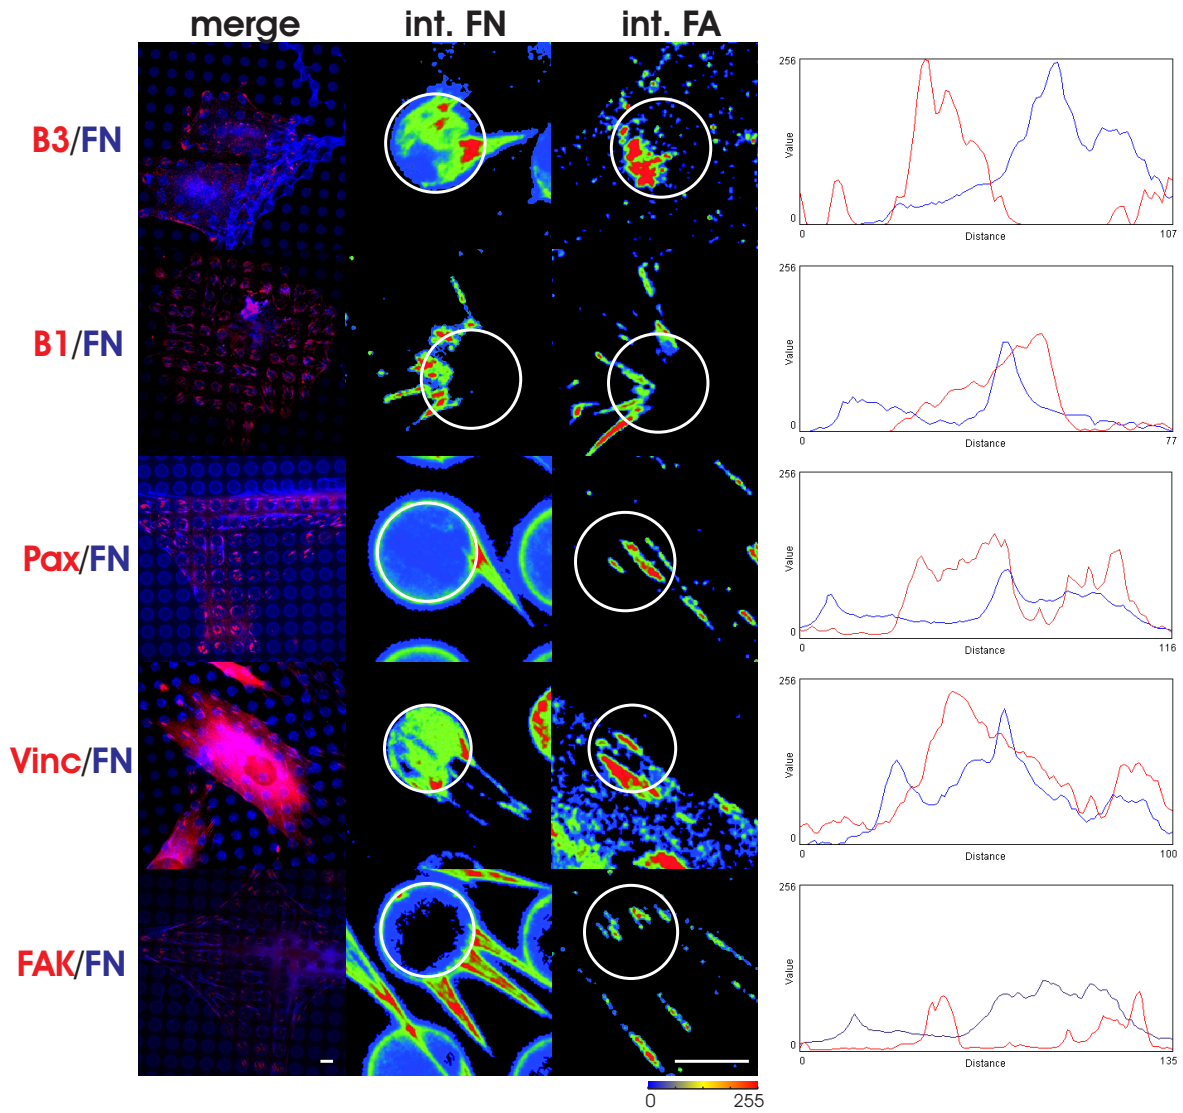 merge int. FN int. FA
B3/FN
256
Value
0
0 Distance 107
B1/FN
256
Value
0
0 Distance 77
Pax/FN
256
Value
0
0 Distance 116
Vinc/FN
256
Value
0
0 Distance 100
FAK/FN
256
Value
0
0 Distance 135
0 255